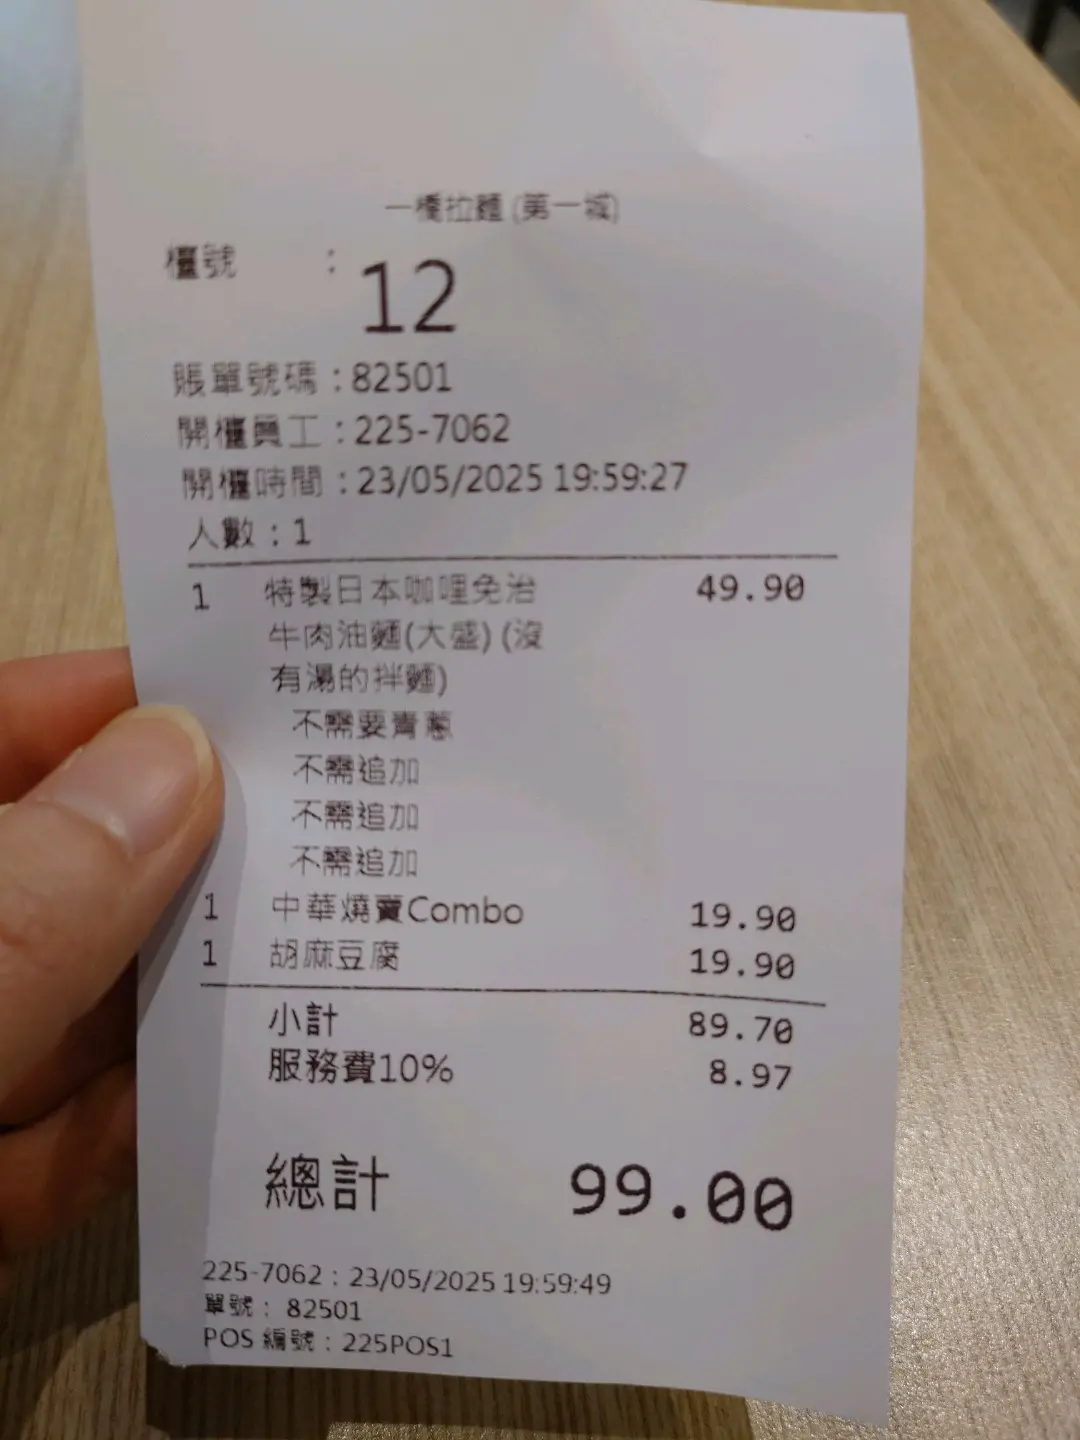 一橋拉麵 (第一城)
檯號 : 12
賬單號碼 : 82501
開檯員工 : 225-7062
開檯時間 : 23/05/2025 19:59:27
人數 : 1
1 特製日本咖哩免治 49.90
牛肉油麵(大盛) (沒
有湯的拌麵)
不需要青蔥
不需追加
不需追加
不需追加
1 中華燒賣Combo 19.90
1 胡麻豆腐 19.90
小計 89.70
服務費10% 8.97
總計 99.00
225-7062 : 23/05/2025 19:59:49
單號 : 82501
POS 編號 : 225POS1